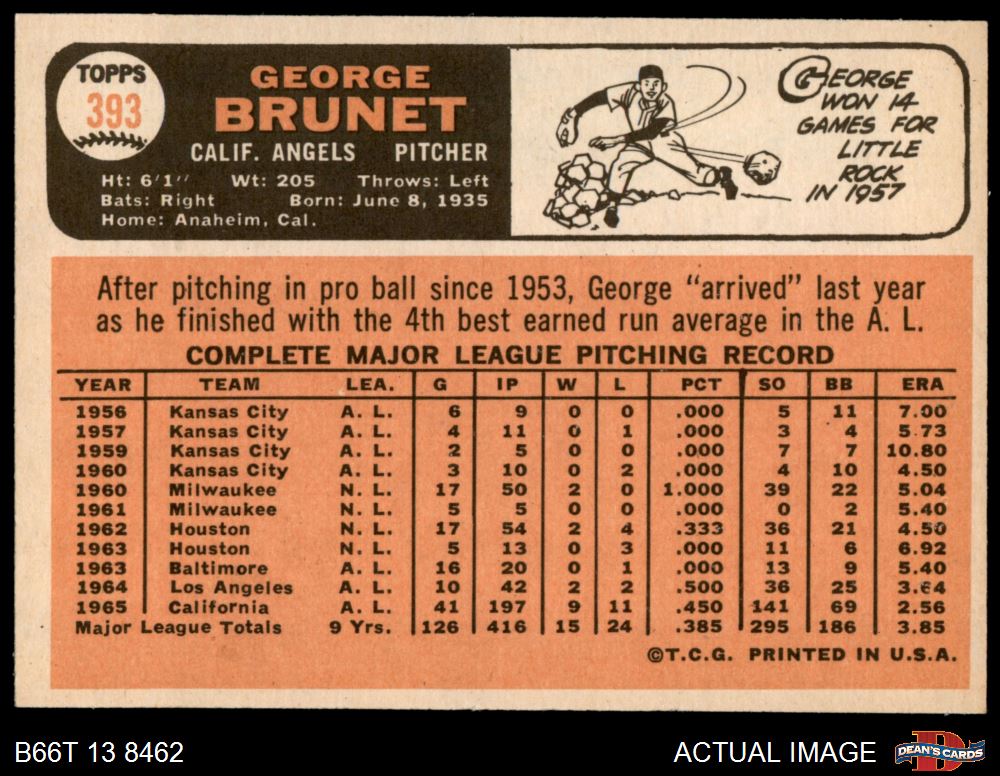 TOPPS
393
GEORGE
BRUNET
CALIF. ANGELS PITCHER
Ht: 6'1" Wt: 205 Throws: Left
Bats: Right Born: June 8, 1935
Home: Anaheim, Cal.
GEORGE
WON 14
GAMES FOR
LITTLE
ROCK
IN 1957
After pitching in pro ball since 1953, George "arrived" last year
as he finished with the 4th best earned run average in the A. L.
COMPLETE MAJOR LEAGUE PITCHING RECORD
YEAR TEAM LEA. G IP W L PCT SO BB ERA
1956 Kansas City A. L. 6 9 0 0 .000 5 11 7.00
1957 Kansas City A. L. 4 11 0 1 .000 3 4 5.73
1959 Kansas City A. L. 2 5 0 0 .000 7 7 10.80
1960 Kansas City A. L. 3 10 0 2 .000 4 10 4.50
1960 Milwaukee N. L. 17 50 2 0 1.000 39 22 5.04
1961 Milwaukee N. L. 5 5 0 0 .000 0 2 5.40
1962 Houston N. L. 17 54 2 4 .333 36 21 4.50
1963 Houston N. L. 5 13 0 3 .000 11 6 6.92
1963 Baltimore A. L. 16 20 0 1 .000 13 9 5.40
1964 Los Angeles A. L. 10 42 2 2 .500 36 25 3.64
1965 California A. L. 41 197 9 11 .450 141 69 2.56
Major League Totals 9 Yrs. 126 416 15 24 .385 295 186 3.85
©T.C.G. PRINTED IN U.S.A.
B66T 13 8462
ACTUAL IMAGE
D
DEAN'S CARDS